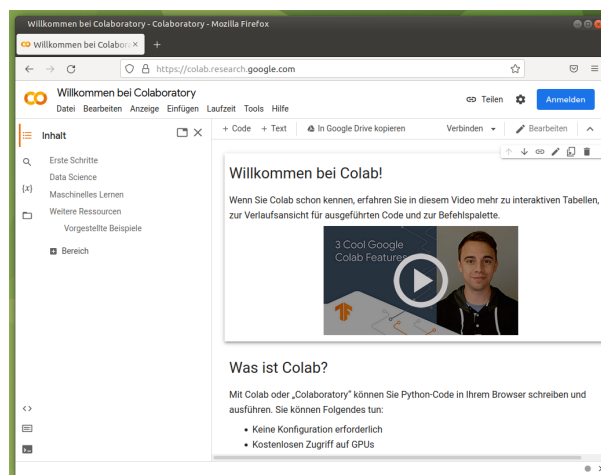 Willkommen bei Colaboratory - Colaboratory - Mozilla Firefox
Willkommen bei Colabor
https://colab.research.google.com
Willkommen bei Colaboratory
Teilen
Anmelden
Datei Bearbeiten Anzeige Einfügen Laufzeit Tools Hilfe
Inhalt
+ Code + Text In Google Drive kopieren Verbinden Bearbeiten
Erste Schritte
Data Science
Maschinelles Lernen
Weitere Ressourcen
Vorgestellte Beispiele
Bereich
Willkommen bei Colab!
Wenn Sie Colab schon kennen, erfahren Sie in diesem Video mehr zu interaktiven Tabellen,
zur Verlaufsansicht für ausgeführten Code und zur Befehlspalette.
3 Cool Google
Colab Features
Was ist Colab?
Mit Colab oder „Colaboratory" können Sie Python-Code in Ihrem Browser schreiben und
ausführen. Sie können Folgendes tun:
• Keine Konfiguration erforderlich
• Kostenlosen Zugriff auf GPUs